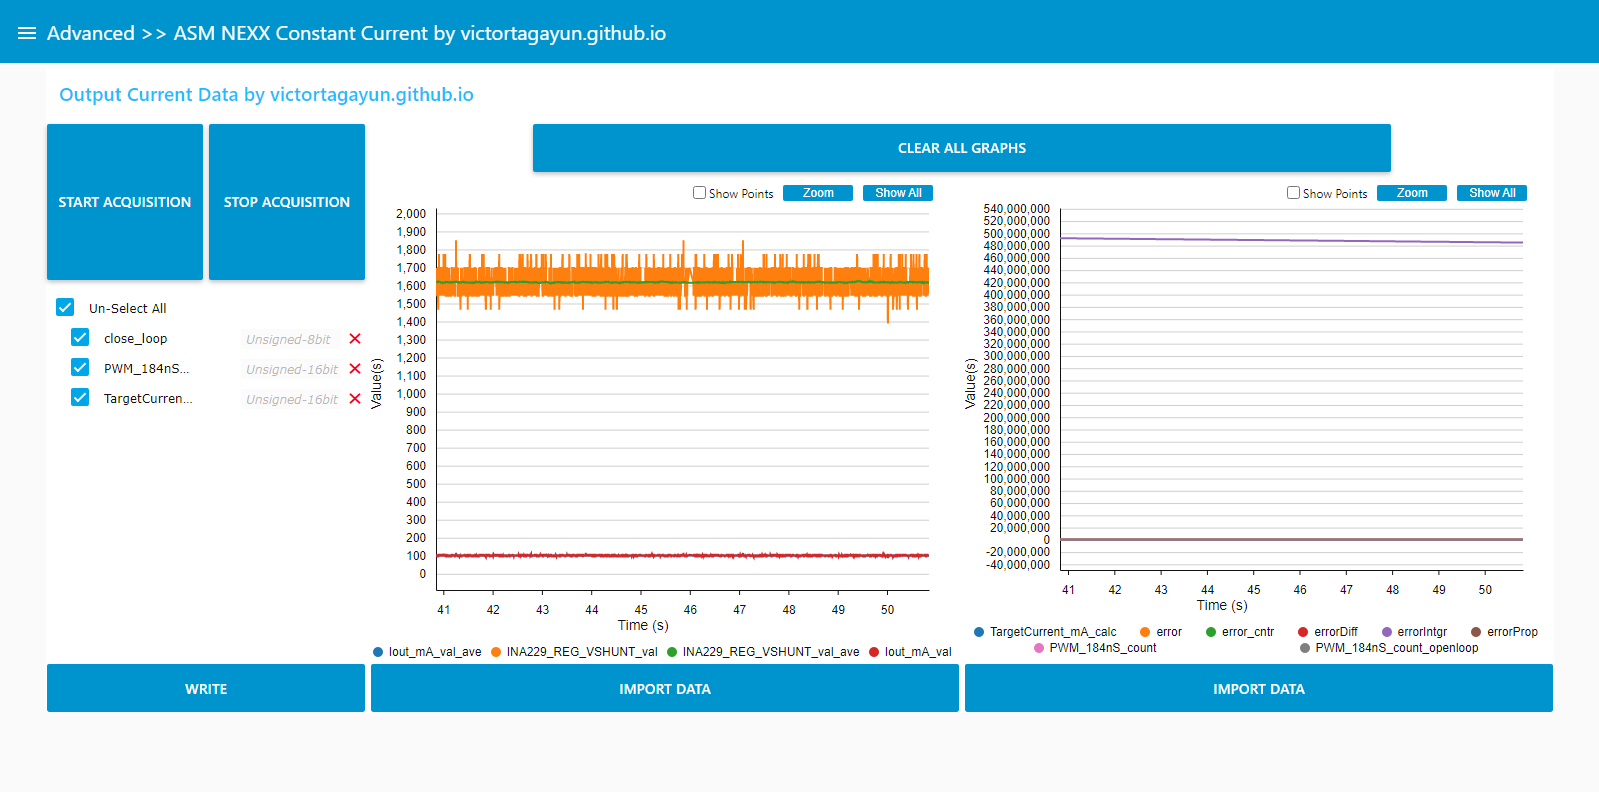 Advanced >> ASM NEXX Constant Current by victortagayun.github.io
Output Current Data by victortagayun.github.io
START ACQUISITION
STOP ACQUISITION
CLEAR ALL GRAPHS
Un-Select All
close_loop Unsigned-8bit
PWM_184nS... Unsigned-16bit
TargetCurren... Unsigned-16bit
Show Points Zoom Show All
2,000
1,900
1,800
1,700
1,600
1,500
1,400
1,300
1,200
1,100
1,000
900
800
700
600
500
400
300
200
100
0
Value(s)
41 42 43 44 45 46 47 48 49 50
Time (s)
Iout_mA_val_ave INA229_REG_VSHUNT_val INA229_REG_VSHUNT_val_ave Iout_mA_val
Show Points Zoom Show All
540,000,000
520,000,000
500,000,000
480,000,000
460,000,000
440,000,000
420,000,000
400,000,000
380,000,000
360,000,000
340,000,000
320,000,000
300,000,000
280,000,000
260,000,000
240,000,000
220,000,000
200,000,000
180,000,000
160,000,000
140,000,000
120,000,000
100,000,000
80,000,000
60,000,000
40,000,000
20,000,000
0
-20,000,000
-40,000,000
Value(s)
41 42 43 44 45 46 47 48 49 50
Time (s)
TargetCurrent_mA_calc error error_cntr errorDiff errorIntgr errorProp
PWM_184nS_count PWM_184nS_count_openloop
WRITE
IMPORT DATA
IMPORT DATA